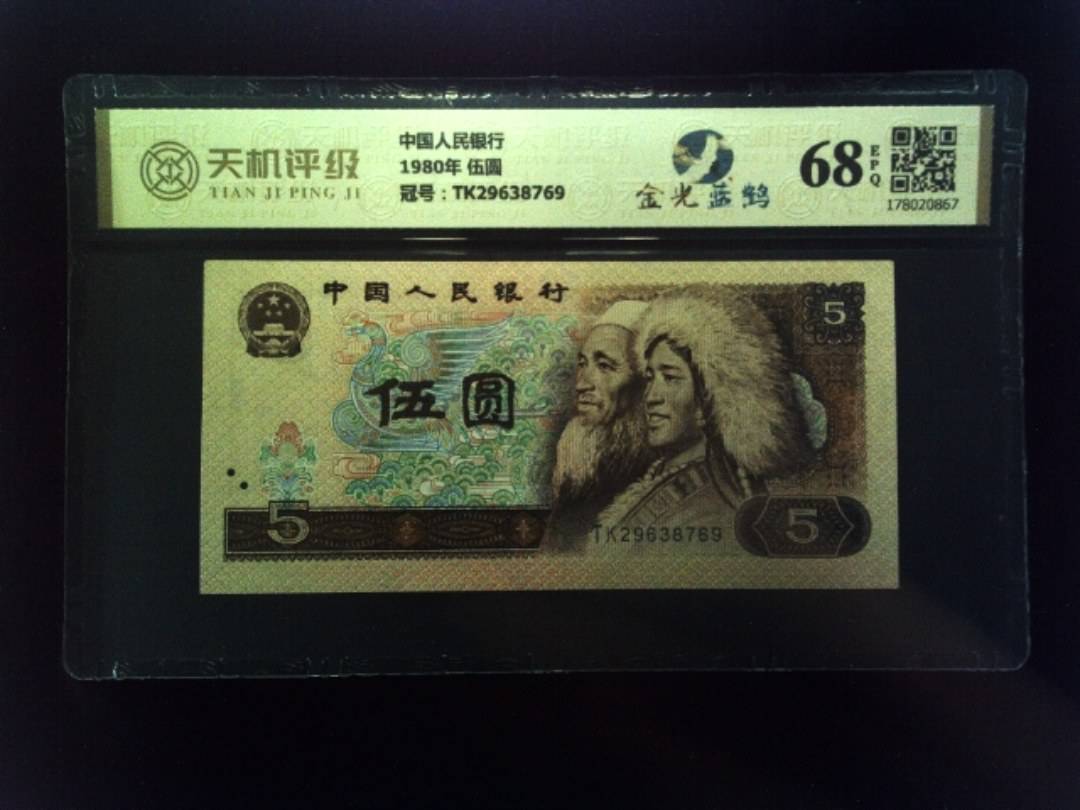 天机评级
TIAN JI PING JI
中国人民银行
1980年 伍圆
冠号：TK29638769
金光蓝鹤
68
EPQ
178020867
中国人民银行
5
伍圆
5
TK29638769
5